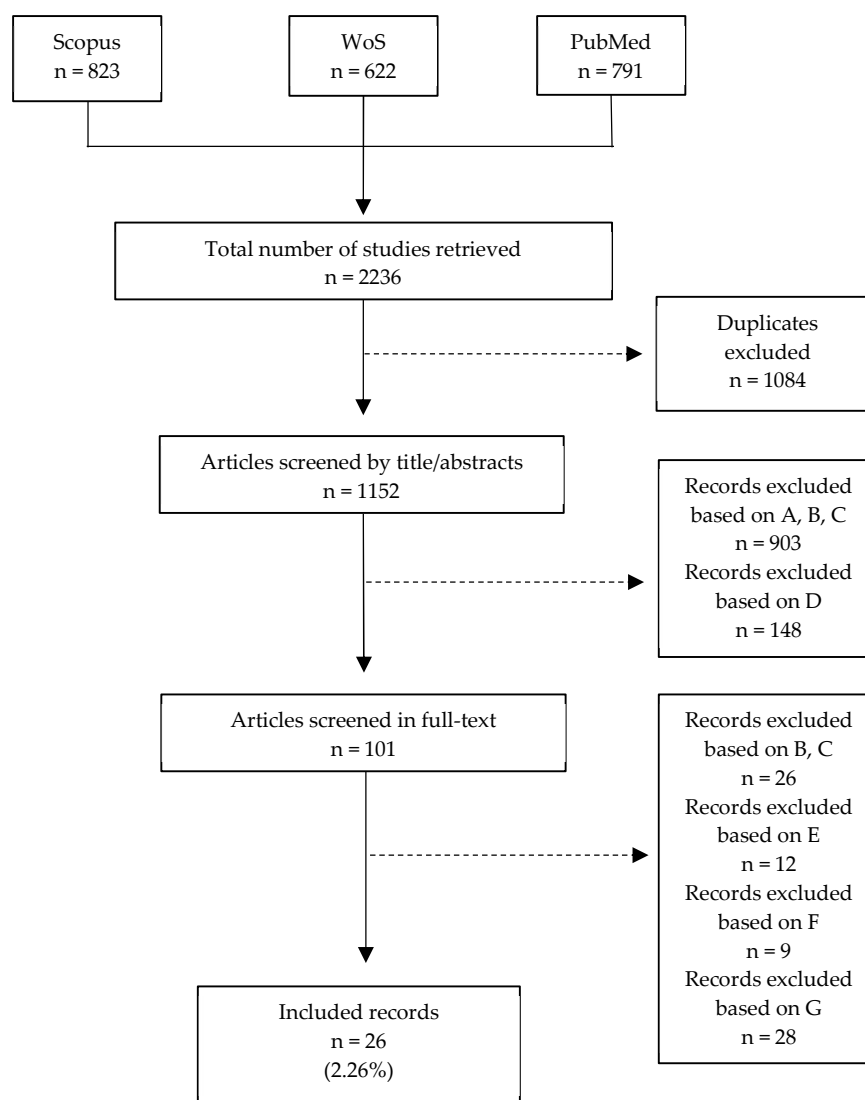 Scopus
n = 823
WoS
n = 622
PubMed
n = 791
Total number of studies retrieved
n = 2236
Duplicates
excluded
n = 1084
Articles screened by title/abstracts
n = 1152
Records excluded
based on A, B, C
n = 903
Records excluded
based on D
n = 148
Articles screened in full-text
n = 101
Records excluded
based on B, C
n = 26
Records excluded
based on E
n = 12
Records excluded
based on F
n = 9
Records excluded
based on G
n = 28
Included records
n = 26
(2.26%)